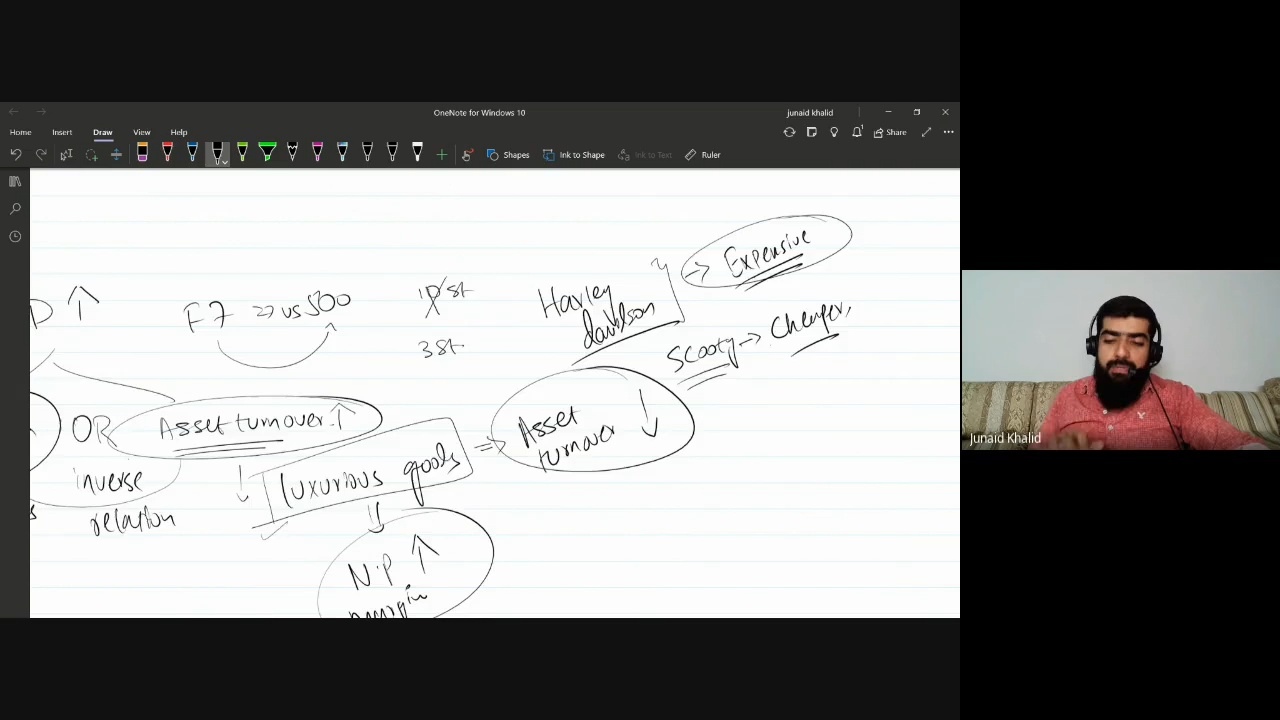 OneNote for Windows 10
junaid khalid
Home Insert Draw View Help
Share
Shapes
Ink to Shape
Ink to Text
Ruler
Expensive
Harley
davidson
F7
500
3 St
Scooty → Cheaper,
OR
Asset turnover ↑
Asset
turnover ↓
inverse
relation
luxurious goods
N.P ↑
margin
Junaid Khalid